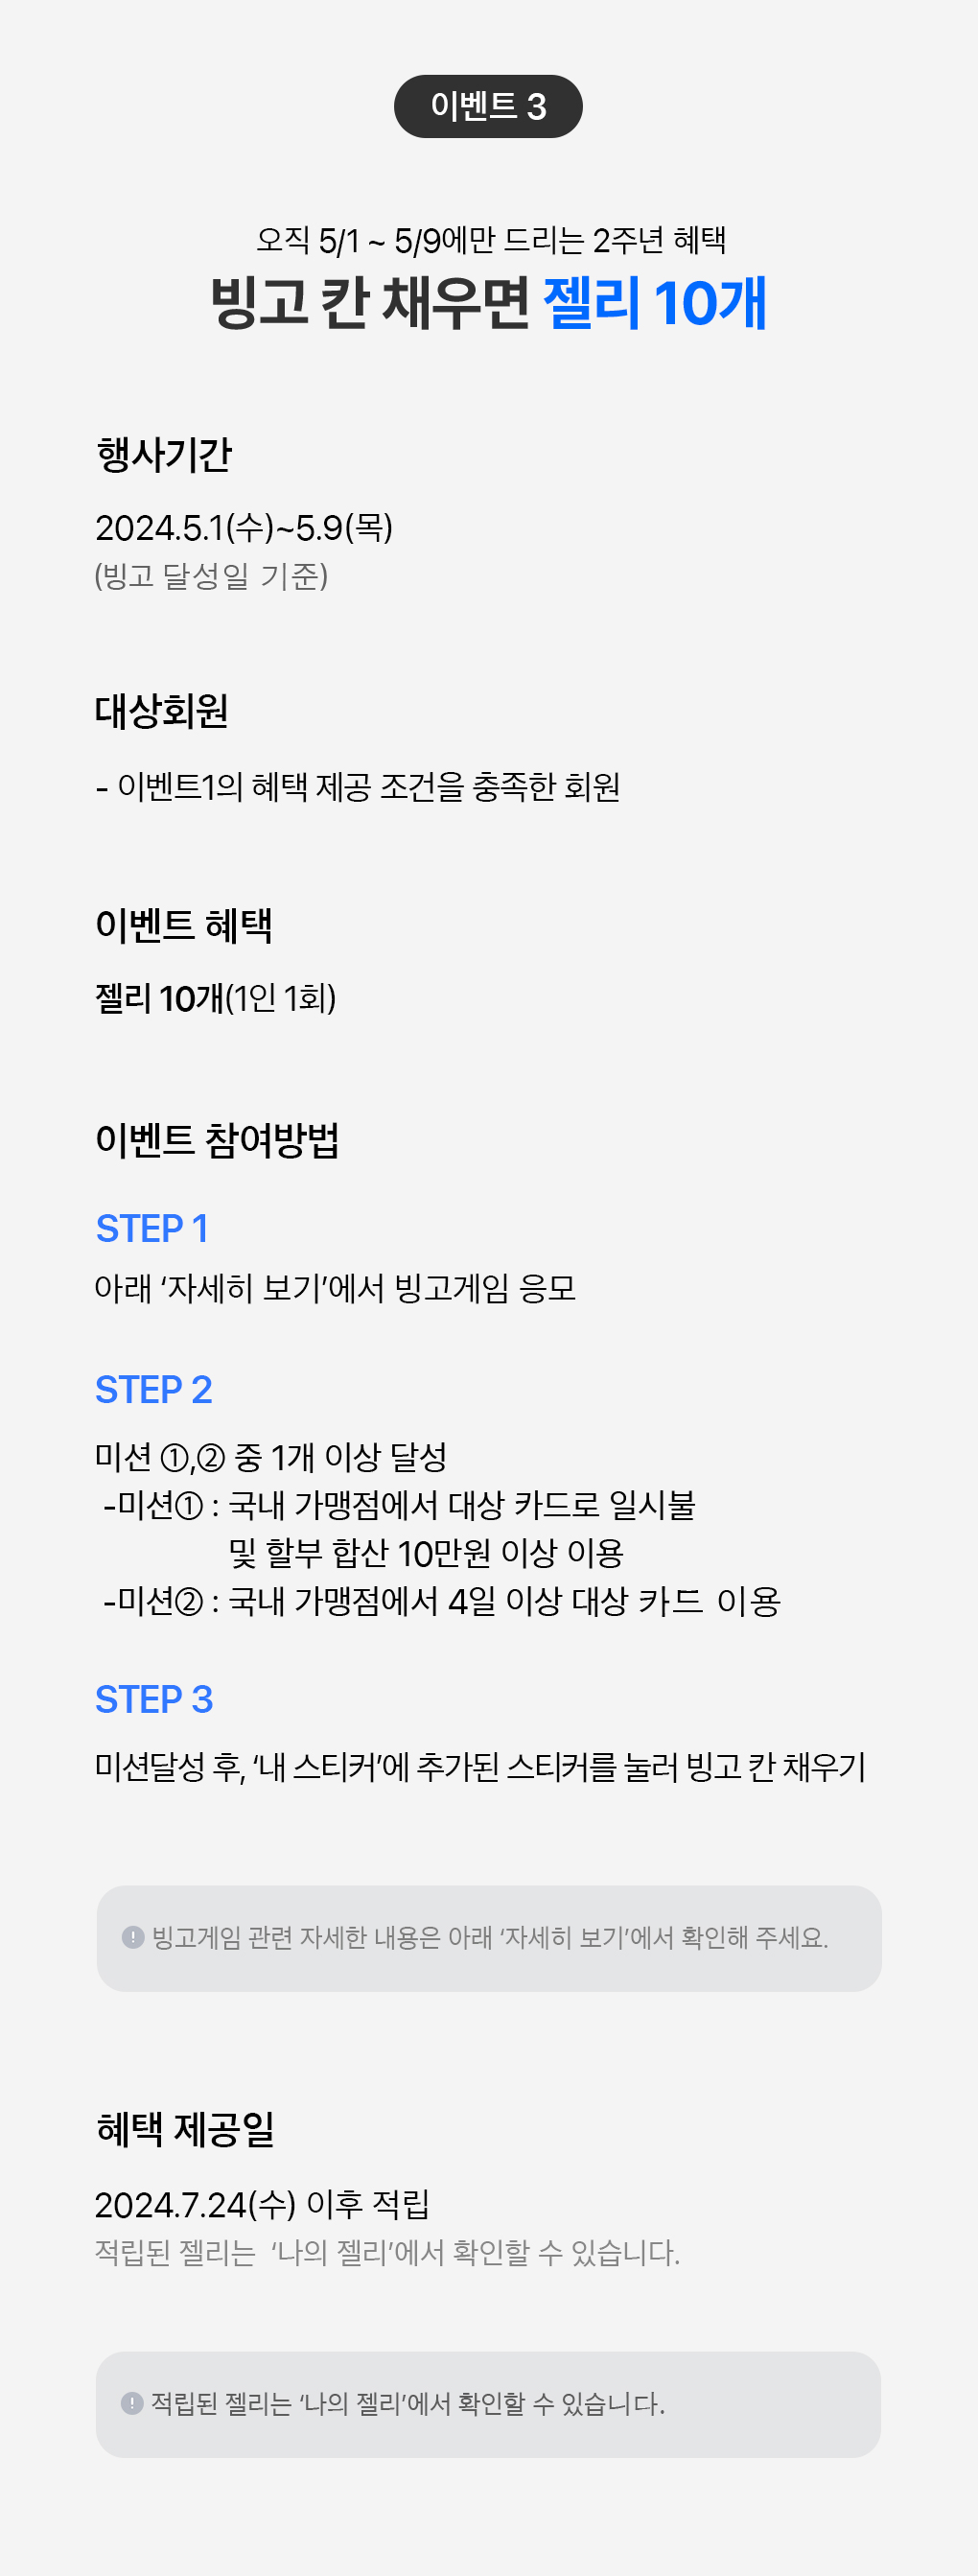 이벤트 3
오직 5/1 ~ 5/9에만 드리는 2주년 혜택
빙고 칸 채우면 젤리 10개
행사기간
2024.5.1(수)~5.9(목)
(빙고 달성일 기준)
대상회원
- 이벤트1의 혜택 제공 조건을 충족한 회원
이벤트 혜택
젤리 10개(1인 1회)
이벤트 참여방법
STEP 1
아래 ‘자세히 보기’에서 빙고게임 응모
STEP 2
미션 ①,② 중 1개 이상 달성
-미션① : 국내 가맹점에서 대상 카드로 일시불
및 할부 합산 10만원 이상 이용
-미션② : 국내 가맹점에서 4일 이상 대상 카드 이용
STEP 3
미션달성 후, ‘내 스티커’에 추가된 스티커를 눌러 빙고 칸 채우기
! 빙고게임 관련 자세한 내용은 아래 ‘자세히 보기’에서 확인해 주세요.
혜택 제공일
2024.7.24(수) 이후 적립
적립된 젤리는 ‘나의 젤리’에서 확인할 수 있습니다.
! 적립된 젤리는 ‘나의 젤리’에서 확인할 수 있습니다.